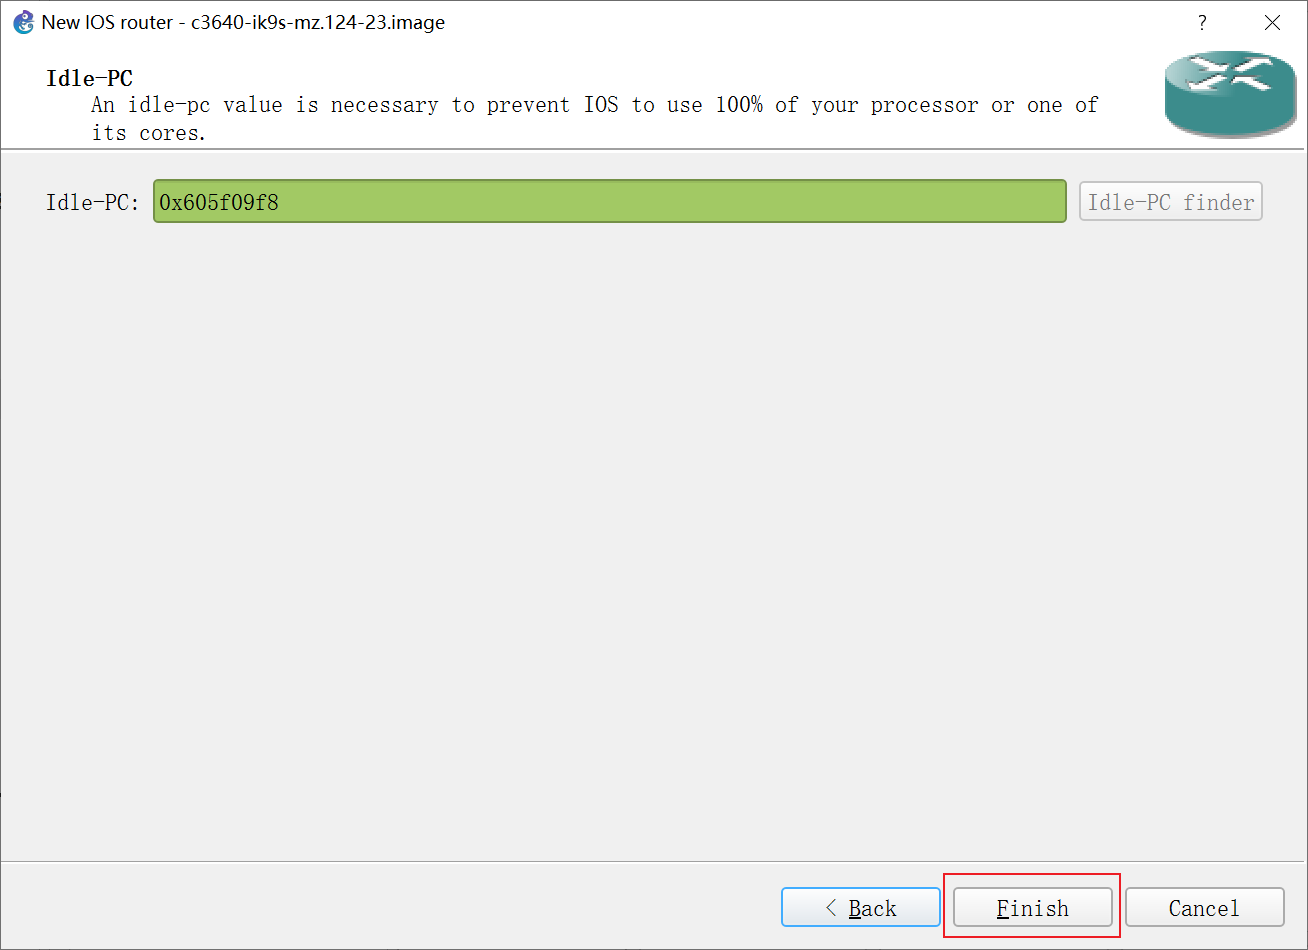 New IOS router - c3640-ik9s-mz.124-23.image
?
Idle-PC
An idle-pc value is necessary to prevent IOS to use 100% of your processor or one of
its cores.
Idle-PC: 0x605f09f8 Idle-PC finder
< Back Finish Cancel